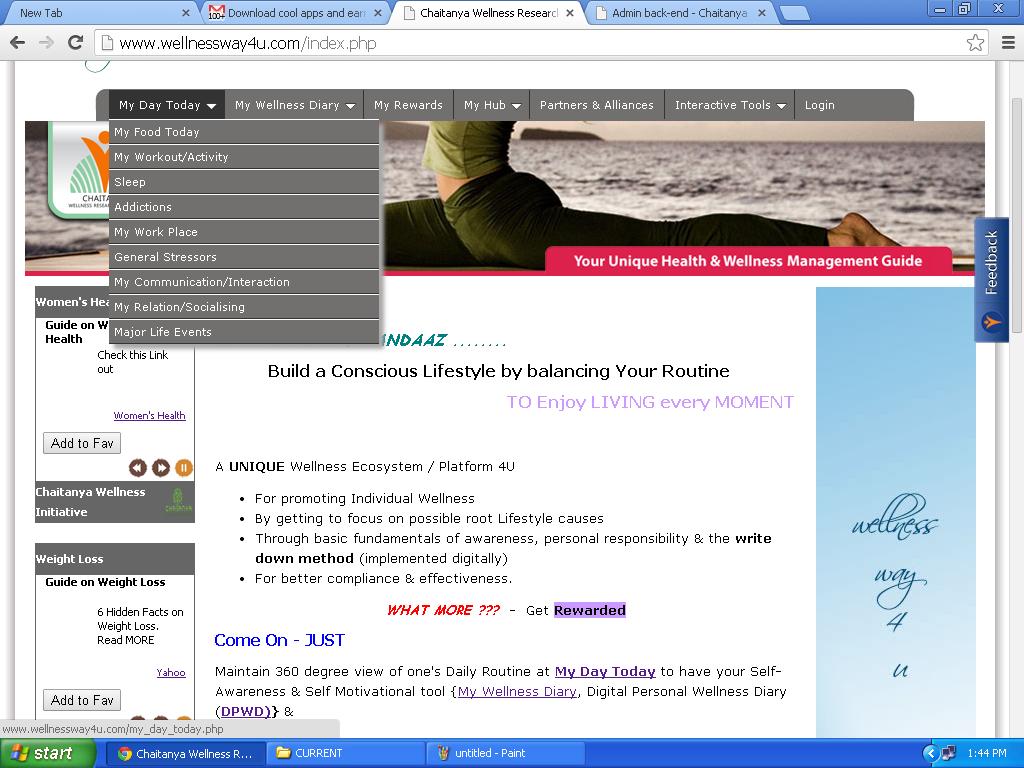 New Tab
100+ Download cool apps and ear
Chaitanya Wellness Researc
Admin back-end - Chaitanya
www.wellnessway4u.com/index.php
My Day Today
My Wellness Diary
My Rewards
My Hub
Partners & Alliances
Interactive Tools
Login
My Food Today
My Workout/Activity
Sleep
Addictions
My Work Place
General Stressors
My Communication/Interaction
My Relation/Socialising
Major Life Events
CHAITA
WELLNESS RESEAR
Your Unique Health & Wellness Management Guide
Feedback
Women's Hea
Guide on W
Health
Check this Link
out
Women's Health
Add to Fav
Chaitanya Wellness
Initiative
CHAITANYA
Weight Loss
Guide on Weight Loss
6 Hidden Facts on
Weight Loss.
Read MORE
Yahoo
Add to Fav
NDAAZ ........
Build a Conscious Lifestyle by balancing Your Routine
TO Enjoy LIVING every MOMENT
A UNIQUE Wellness Ecosystem / Platform 4U
• For promoting Individual Wellness
• By getting to focus on possible root Lifestyle causes
• Through basic fundamentals of awareness, personal responsibility & the write
down method (implemented digitally)
• For better compliance & effectiveness.
WHAT MORE ??? - Get Rewarded
Come On - JUST
Maintain 360 degree view of one's Daily Routine at My Day Today to have your Self-
Awareness & Self Motivational tool {My Wellness Diary, Digital Personal Wellness Diary
(DPWD)} &
wellness
way
4
u
www.wellnessway4u.com/my_day_today.php
start
Chaitanya Wellness R...
CURRENT
untitled - Paint
1:44 PM